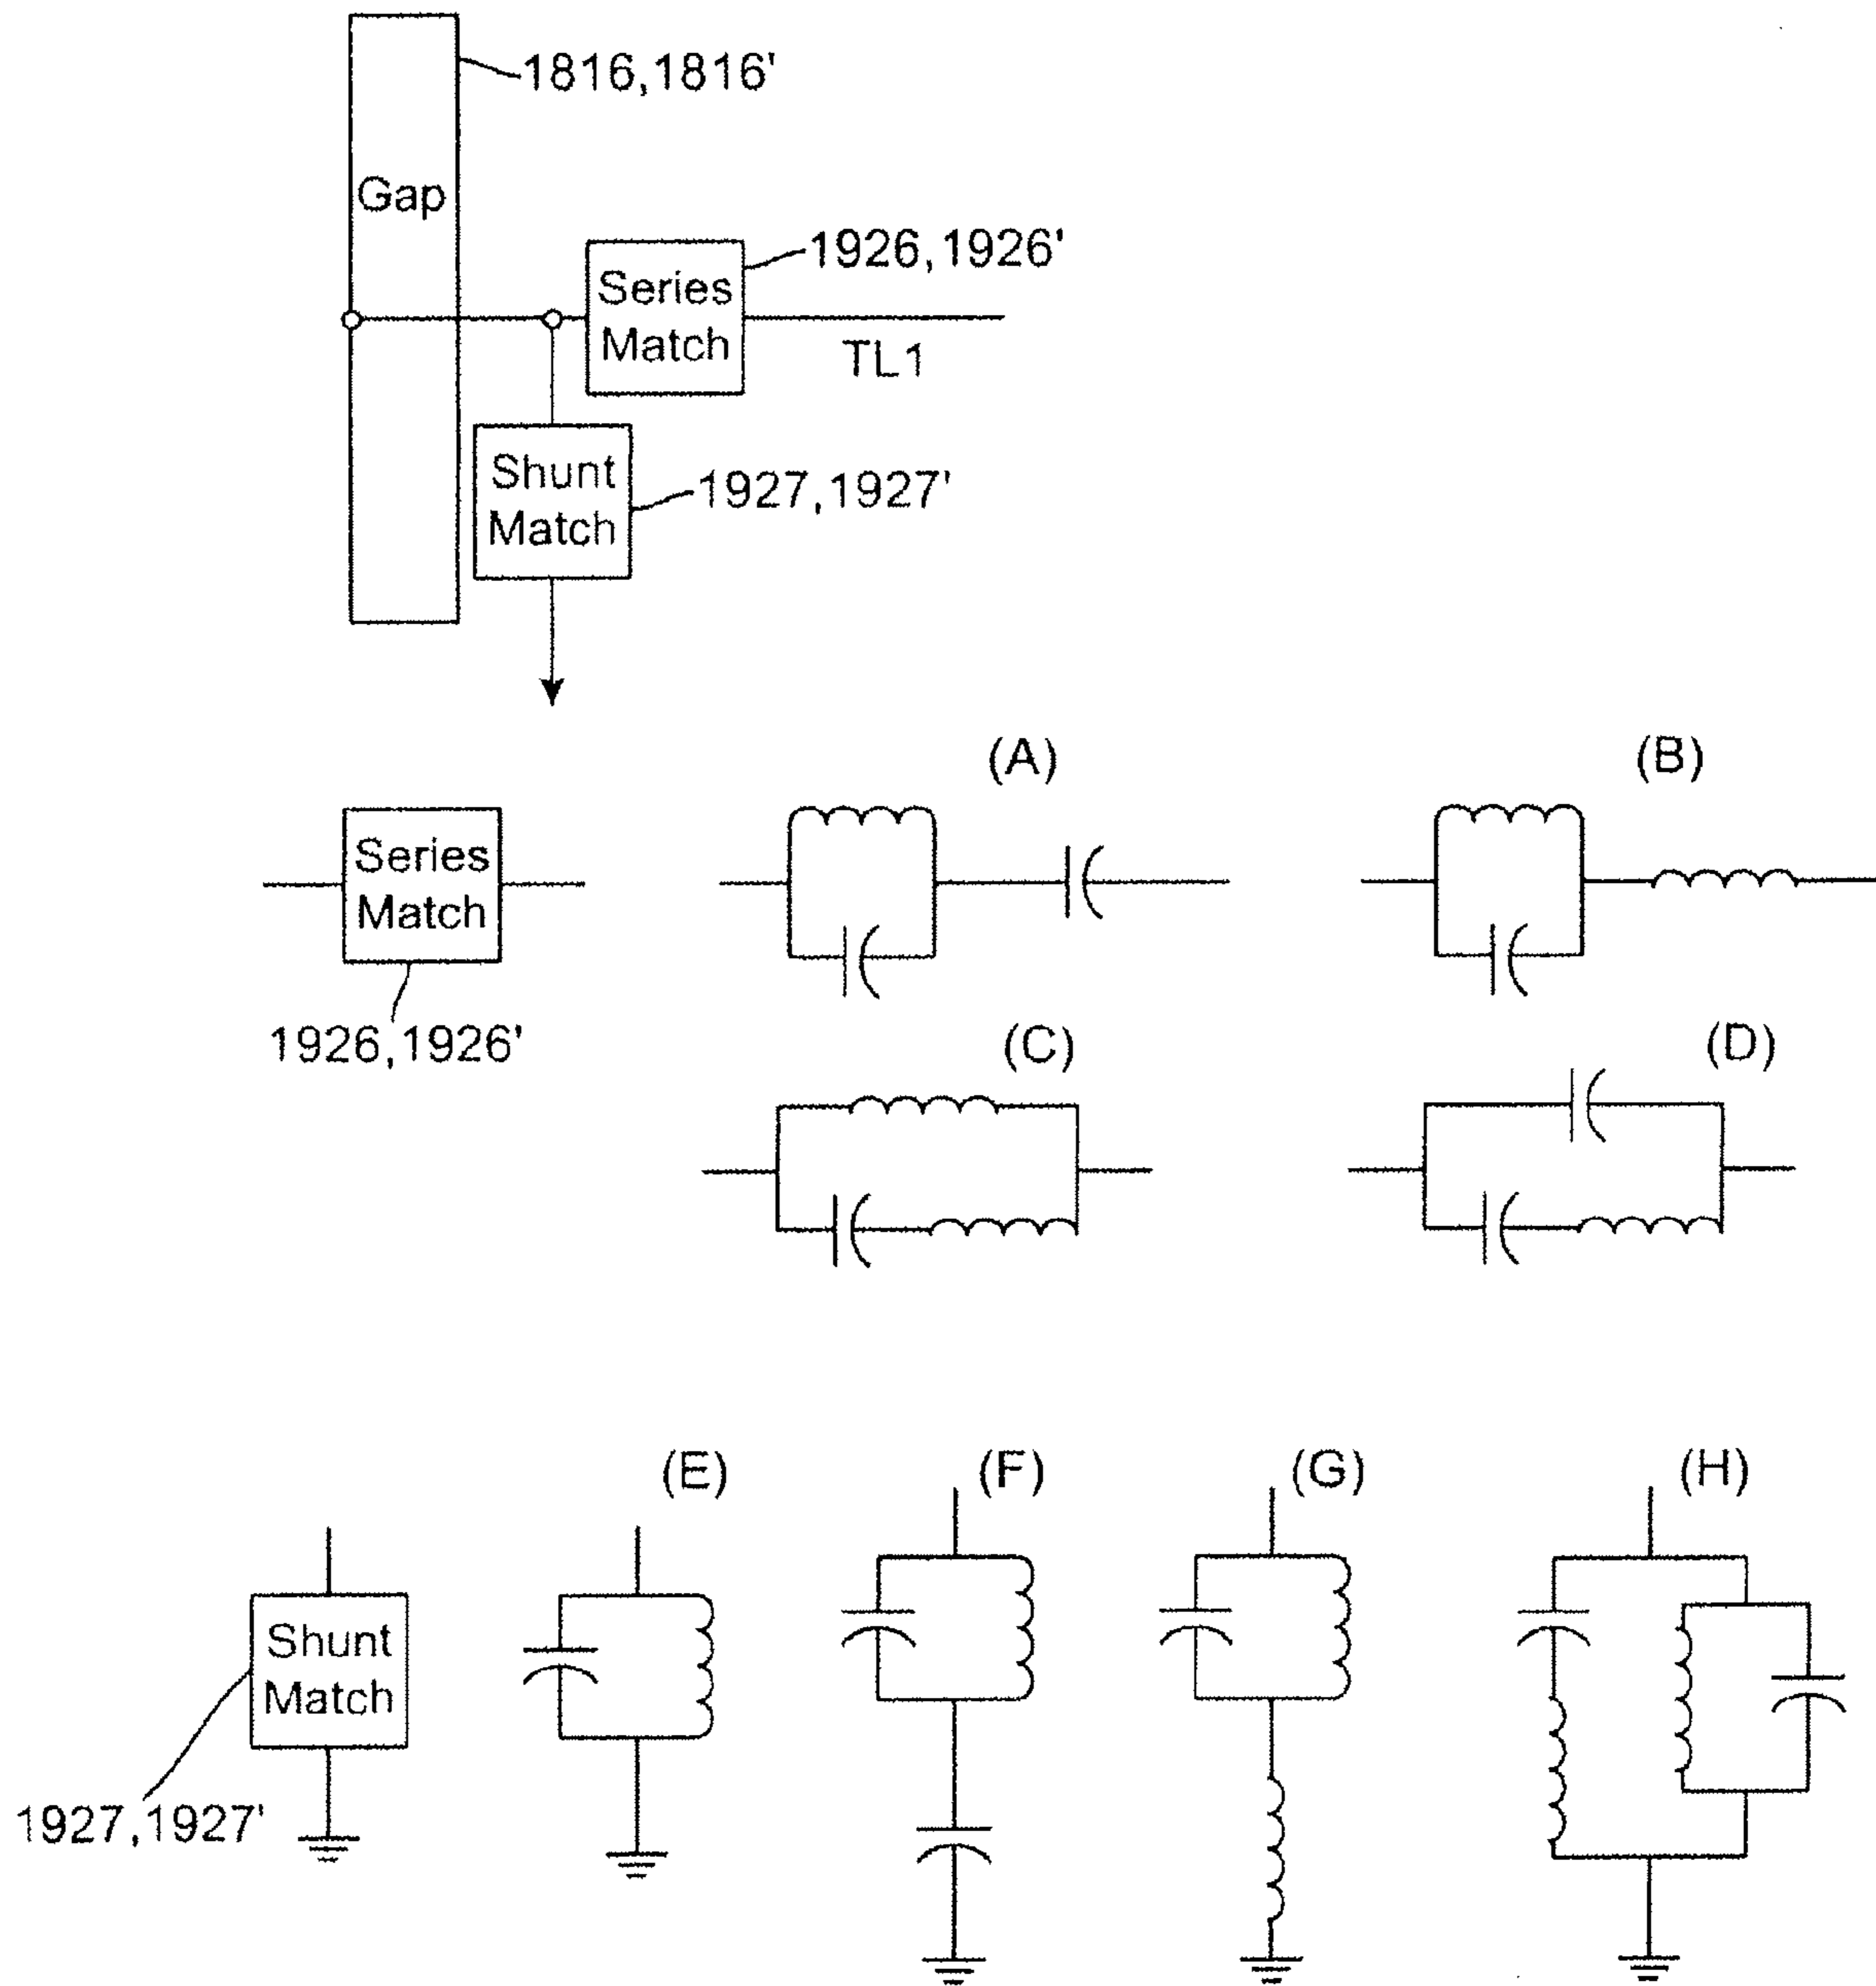 1816,1816'
Gap
1926,1926'
Series
Match
TL1
Shunt
Match
1927,1927'
(A)
(B)
Series
Match
1926,1926'
(C)
(D)
(E)
(F)
(G)
(H)
Shunt
Match
1927,1927'